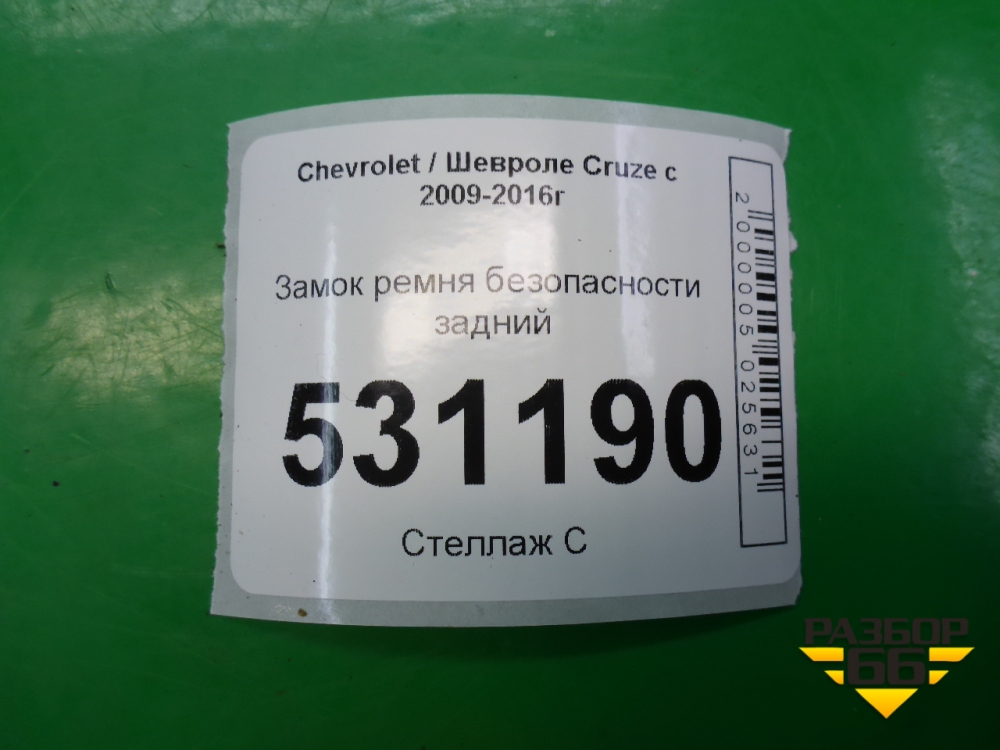 Chevrolet / Шевроле Cruze с
2009-2016г
Замок ремня безопасности
задний
531190
Стеллаж С
2000005025631
РАЗБОР
66